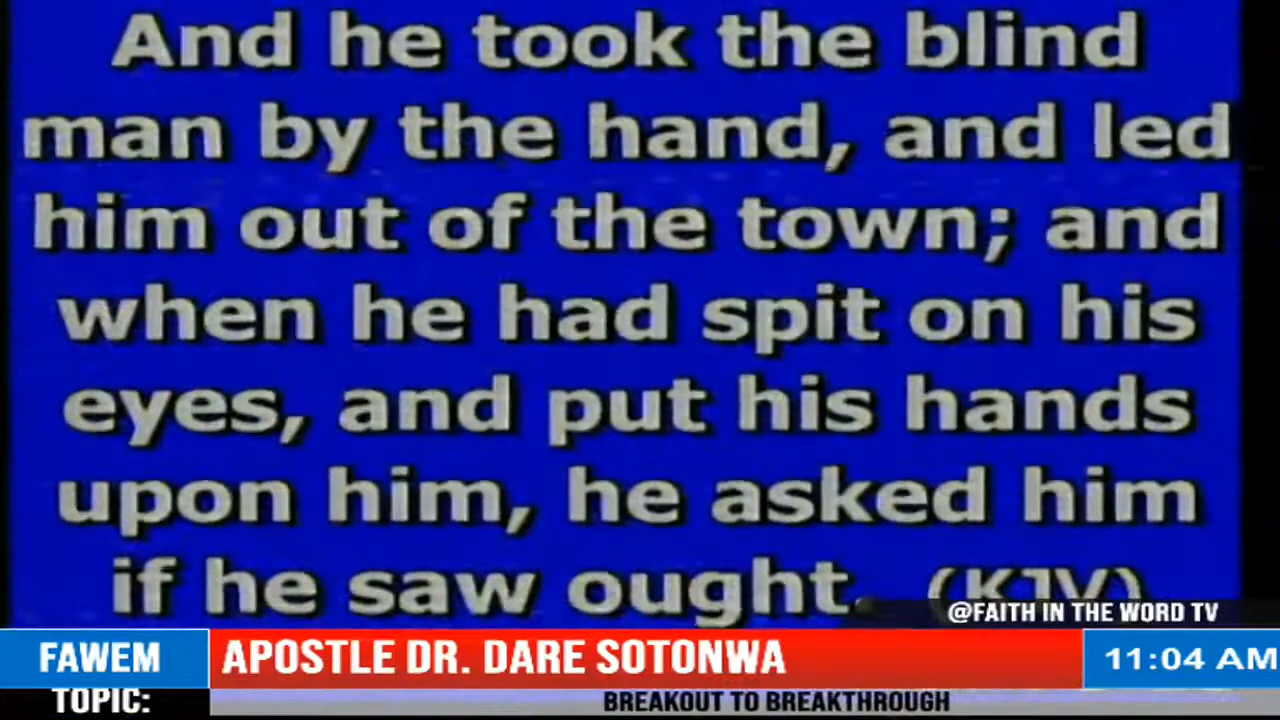 And he took the blind
man by the hand, and led
him out of the town; and
when he had spit on his
eyes, and put his hands
upon him, he asked him
if he saw ought. (KJV)
@FAITH IN THE WORD TV
FAWEM APOSTLE DR. DARE SOTONWA 11:04 AM
TOPIC: BREAKOUT TO BREAKTHROUGH